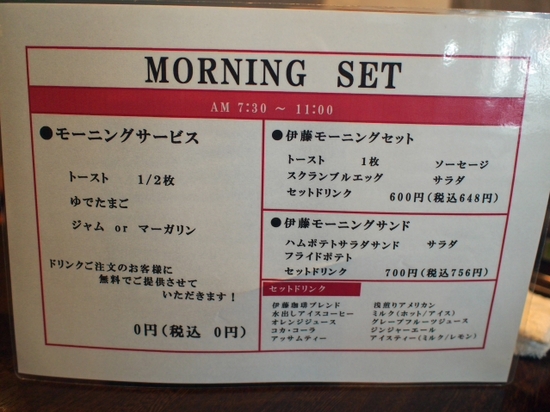 MORNING SET
AM 7:30 ～ 11:00
●モーニングサービス
トースト 1/2枚
ゆでたまご
ジャム or マーガリン
ドリンクご注文のお客様に
無料でご提供させて
いただきます！
0円(税込 0円)
●伊藤モーニングセット
トースト 1枚 ソーセージ
スクランブルエッグ サラダ
セットドリンク 600円(税込648円)
●伊藤モーニングサンド
ハムポテトサラダサンド サラダ
フライドポテト
セットドリンク 700円(税込756円)
セットドリンク
伊藤珈琲ブレンド 浅煎りアメリカン
水出しアイスコーヒー ミルク(ホット/アイス)
オレンジジュース グレープフルーツジュース
コカ・コーラ ジンジャーエール
アッサムティー アイスティー(ミルク/レモン)